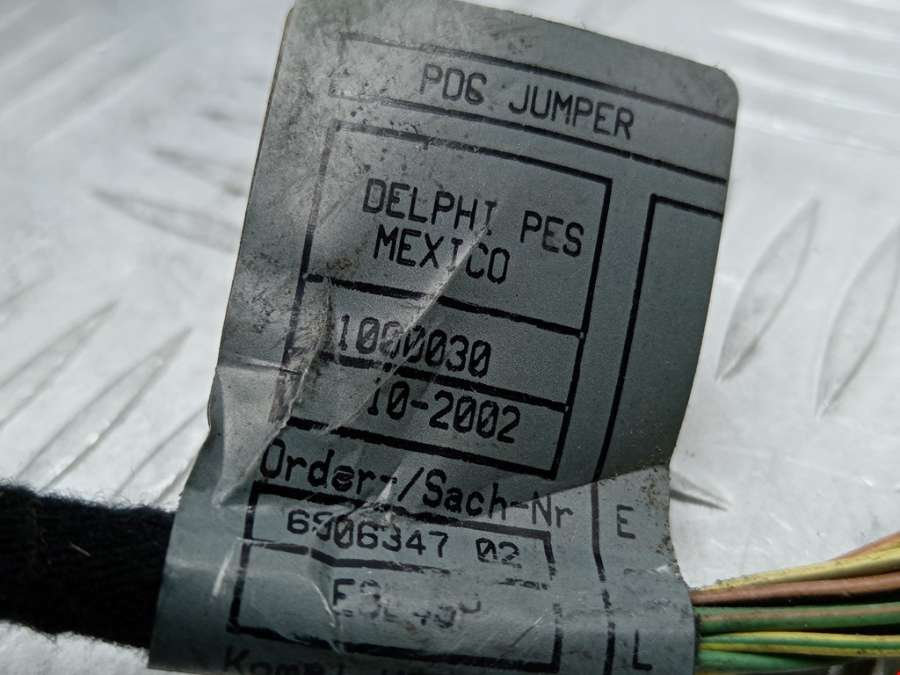 PDC JUMPER
DELPHI PES
MEXICO
1000030
10-2002
Order-/Sach-Nr
6906347 02
E
L